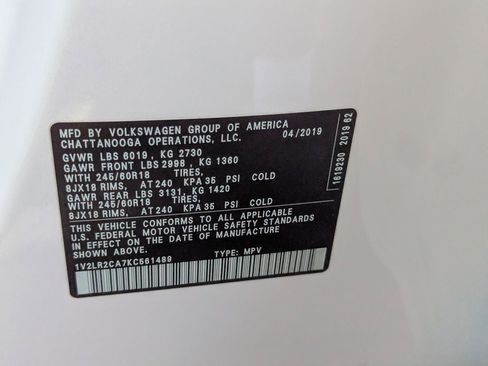 MFD BY VOLKSWAGEN GROUP OF AMERICA
CHATTANOOGA OPERATIONS, LLC. 04/2019
GVWR LBS 6019 , KG 2730
GAWR FRONT LBS 2998 , KG 1360
WITH 245/60R18 TIRES,
8JX18 RIMS, AT 240 KPA 35 PSI COLD
GAWR REAR LBS 3131, KG 1420
WITH 245/60R18 TIRES,
8JX18 RIMS, AT 240 KPA 35 PSI COLD
THIS VEHICLE CONFORMS TO ALL APPLICABLE
U.S. FEDERAL MOTOR VEHICLE SAFETY STANDARDS
IN EFFECT ON THE DATE OF MANUFACTURE
SHOWN ABOVE.
1V2LR2CA7KC561489 TYPE: MPV
1619230 2019 62